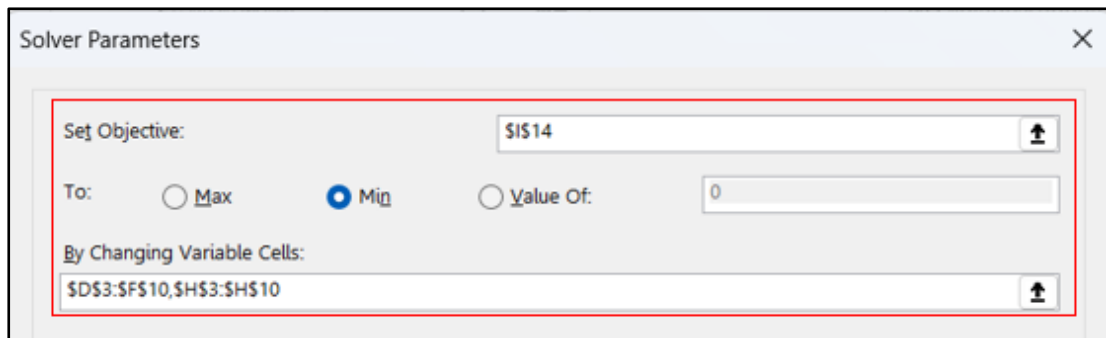 Solver Parameters
Set Objective:
$I$14
To:
Max
Min
Value Of:
0
By Changing Variable Cells:
$D$3:$F$10,$H$3:$H$10